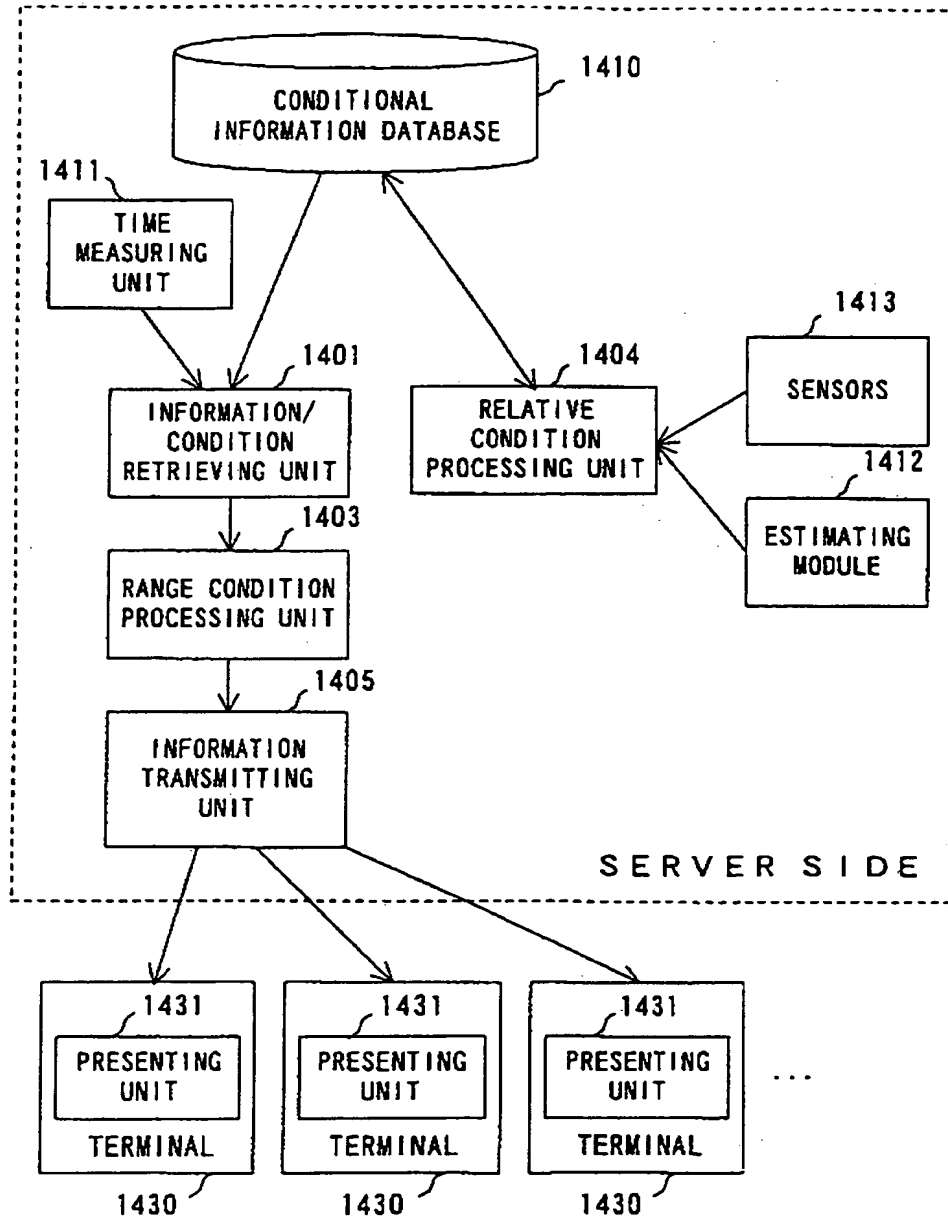 1410
CONDITIONAL
INFORMATION DATABASE
1411
TIME
MEASURING
UNIT
1413
SENSORS
1401
INFORMATION/
CONDITION
RETRIEVING UNIT
1404
RELATIVE
CONDITION
PROCESSING UNIT
1412
ESTIMATING
MODULE
1403
RANGE CONDITION
PROCESSING UNIT
1405
INFORMATION
TRANSMITTING
UNIT
SERVER SIDE
1431
PRESENTING
UNIT
TERMINAL
1430
1431
PRESENTING
UNIT
TERMINAL
1430
1431
PRESENTING
UNIT
TERMINAL
1430
...